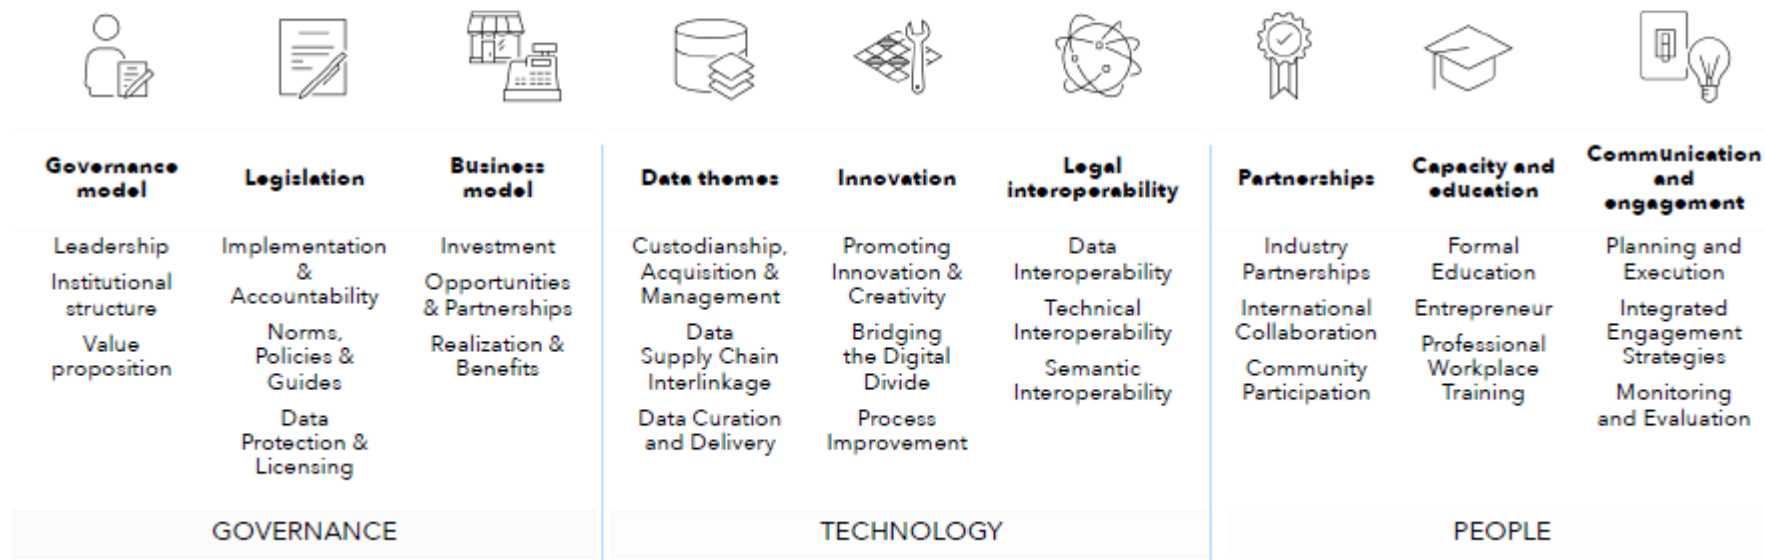 Governance
model
Legislation
Business
model
Data themes
Innovation
Legal
interoperability
Partnerships
Capacity and
education
Communication
and
engagement
Leadership
Institutional
structure
Value
proposition
Implementation
&
Accountability
Norms,
Policies &
Guides
Data
Protection &
Licensing
Investment
Opportunities
& Partnerships
Realization &
Benefits
Custodianship,
Acquisition &
Management
Data
Supply Chain
Interlinkage
Data Curation
and Delivery
Promoting
Innovation &
Creativity
Bridging
the Digital
Divide
Process
Improvement
Data
Interoperability
Technical
Interoperability
Semantic
Interoperability
Industry
Partnerships
International
Collaboration
Community
Participation
Formal
Education
Entrepreneur
Professional
Workplace
Training
Planning and
Execution
Integrated
Engagement
Strategies
Monitoring
and Evaluation
GOVERNANCE
TECHNOLOGY
PEOPLE